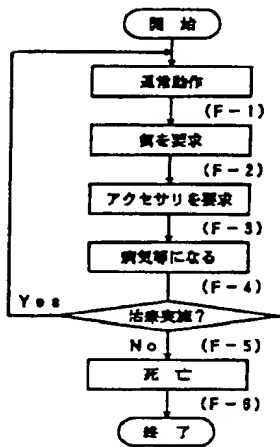 開 始
通常動作
(F-1)
餌を要求
(F-2)
アクセサリを要求
(F-3)
病気等になる
(F-4)
Yes
治療実施?
No
(F-5)
死 亡
(F-6)
終 了